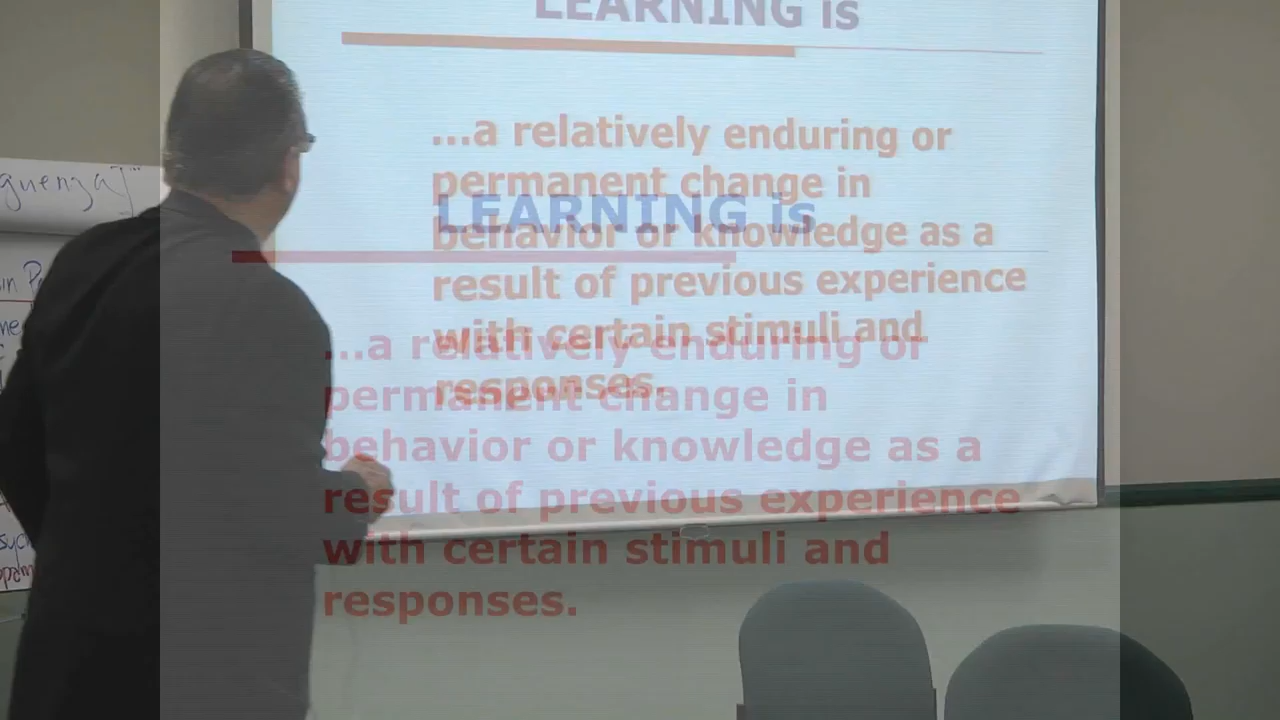 LEARNING is
...a relatively enduring or
permanent change in
behavior or knowledge as a
result of previous experience
with certain stimuli and
responses.
LEARNING is
...a relatively enduring or
permanent change in
behavior or knowledge as a
result of previous experience
with certain stimuli and
responses.